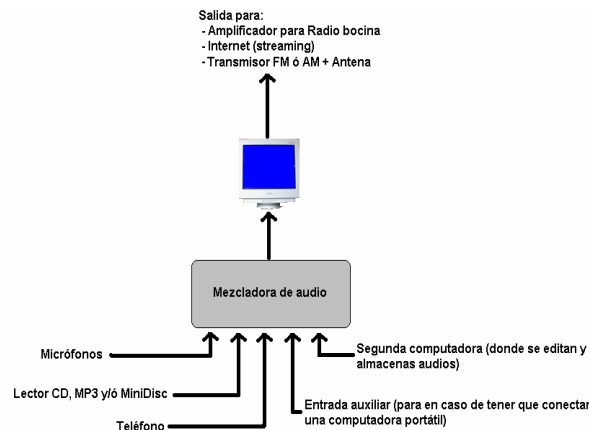 Salida para:
- Amplificador para Radio bocina
- Internet (streaming)
- Transmisor FM ó AM + Antena
Mezcladora de audio
Micrófonos
Segunda computadora (donde se editan y
almacenas audios)
Lector CD, MP3 y/ó MiniDisc
Entrada auxiliar (para en caso de tener que conectar
una computadora portátil)
Teléfono